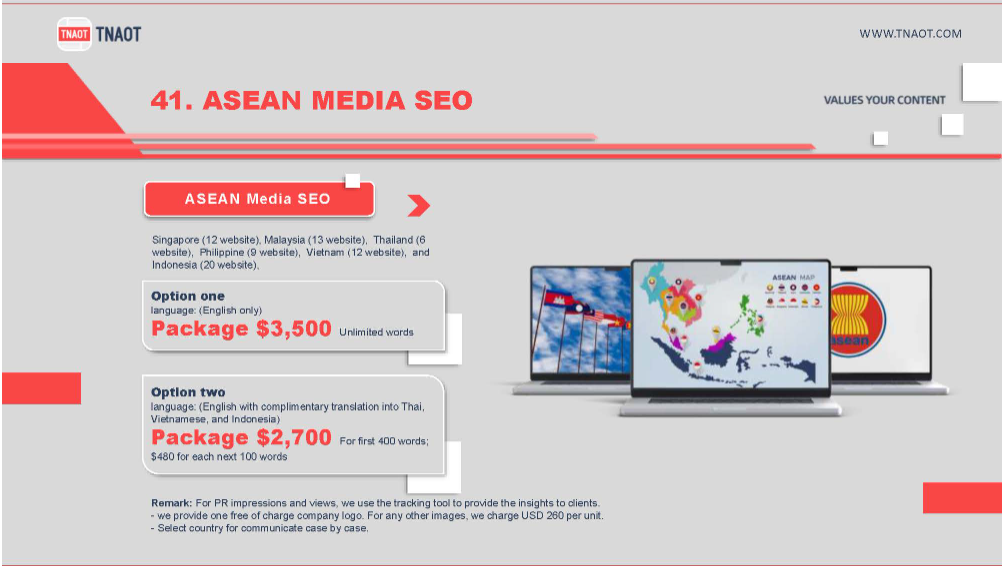 TNAOT TNAOT
WWW.TNAOT.COM
41. ASEAN MEDIA SEO
VALUES YOUR CONTENT
ASEAN Media SEO
Singapore (12 website), Malaysia (13 website), Thailand (6
website), Philippine (9 website), Vietnam (12 website), and
Indonesia (20 website),
Option one
language: (English only)
Package $3,500 Unlimited words
Option two
language: (English with complimentary translation into Thai,
Vietnamese, and Indonesia)
Package $2,700 For first 400 words;
$480 for each next 100 words
ASEAN MAP
asean
Remark: For PR impressions and views, we use the tracking tool to provide the insights to clients.
- we provide one free of charge company logo. For any other images, we charge USD 260 per unit.
- Select country for communicate case by case.